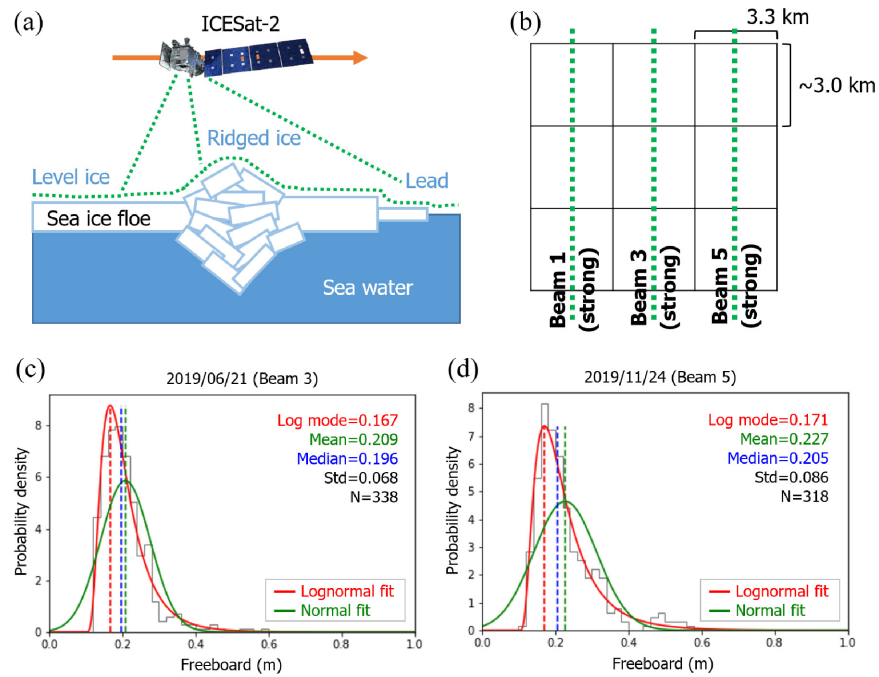 (a)
ICESat-2
Ridged ice
Level ice
Lead
Sea ice floe
Sea water
(b)
3.3 km
~3.0 km
Beam 1
(strong)
Beam 3
(strong)
Beam 5
(strong)
(c)
2019/06/21 (Beam 3)
Log mode=0.167
Mean=0.209
Median=0.196
Std=0.068
N=338
Lognormal fit
Normal fit
Probability density
8
6
4
2
0
0.0 0.2 0.4 0.6 0.8 1.0
Freeboard (m)
(d)
2019/11/24 (Beam 5)
Log mode=0.171
Mean=0.227
Median=0.205
Std=0.086
N=318
Lognormal fit
Normal fit
Probability density
8
7
6
5
4
3
2
1
0
0.0 0.2 0.4 0.6 0.8 1.0
Freeboard (m)